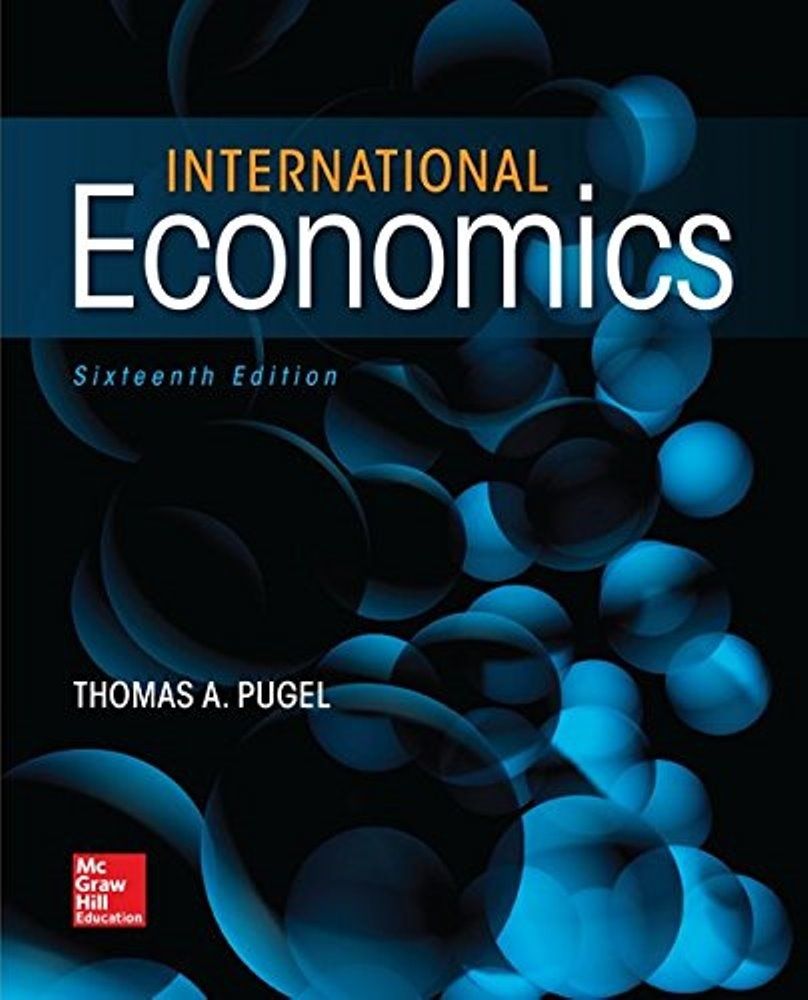 INTERNATIONAL
Economics
Sixteenth Edition
THOMAS A. PUGEL
Mc
Graw
Hill
Education